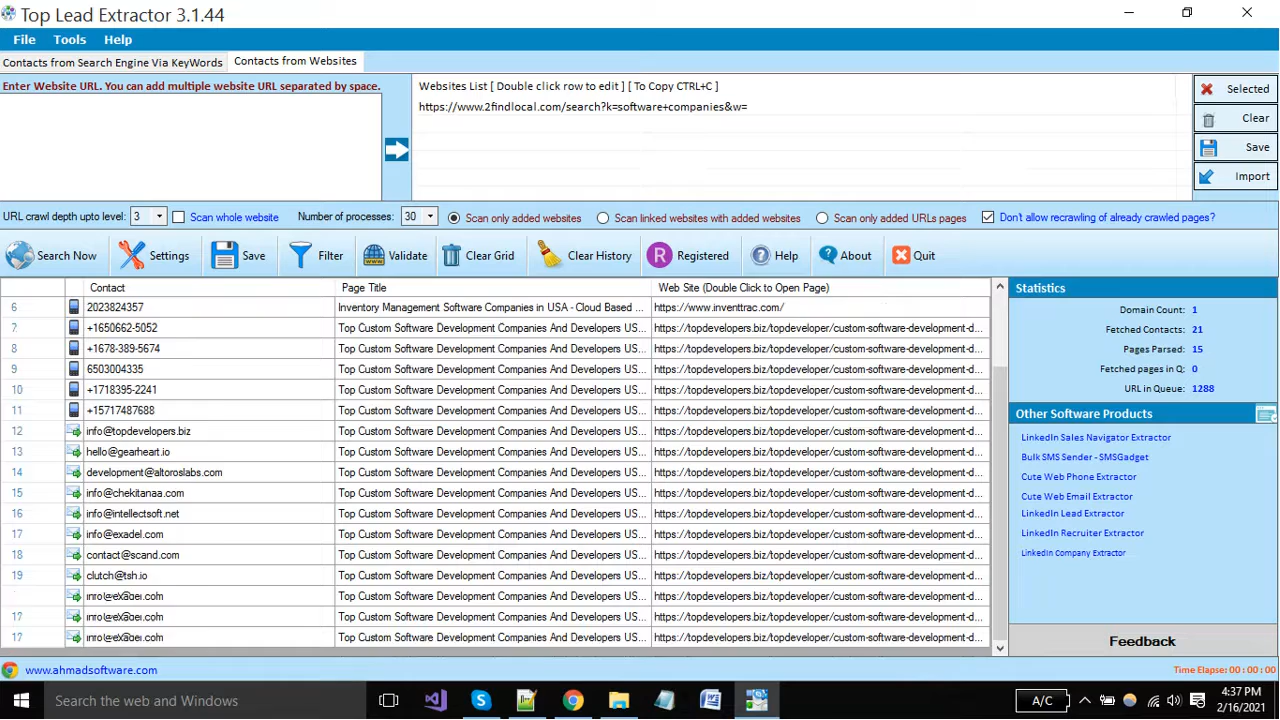 Top Lead Extractor 3.1.44
File Tools Help
Contacts from Search Engine Via KeyWords Contacts from Websites
Enter Website URL. You can add multiple website URL separated by space.
Websites List [ Double click row to edit ] [ To Copy CTRL+C ]
https://www.2findlocal.com/search?k=software+companies&w=
Selected
Clear
Save
Import
URL crawl depth upto level: 3 Scan whole website Number of processes: 30 Scan only added websites Scan linked websites with added websites Scan only added URLs pages Don't allow recrawling of already crawled pages?
Search Now Settings Save Filter Validate Clear Grid Clear History R Registered Help About Quit
Contact Page Title Web Site (Double Click to Open Page)
6 2023824357 Inventory Management Software Companies in USA - Cloud Based ... https://www.inventtrac.com/
7 +1650662-5052 Top Custom Software Development Companies And Developers US... https://topdevelopers.biz/topdeveloper/custom-software-development-d...
8 +1678-389-5674 Top Custom Software Development Companies And Developers US... https://topdevelopers.biz/topdeveloper/custom-software-development-d...
9 6503004335 Top Custom Software Development Companies And Developers US... https://topdevelopers.biz/topdeveloper/custom-software-development-d...
10 +1718395-2241 Top Custom Software Development Companies And Developers US... https://topdevelopers.biz/topdeveloper/custom-software-development-d...
11 +15717487688 Top Custom Software Development Companies And Developers US... https://topdevelopers.biz/topdeveloper/custom-software-development-d...
12 info@topdevelopers.biz Top Custom Software Development Companies And Developers US... https://topdevelopers.biz/topdeveloper/custom-software-development-d...
13 hello@gearheart.io Top Custom Software Development Companies And Developers US... https://topdevelopers.biz/topdeveloper/custom-software-development-d...
14 development@altoroslabs.com Top Custom Software Development Companies And Developers US... https://topdevelopers.biz/topdeveloper/custom-software-development-d...
15 info@chekitanaa.com Top Custom Software Development Companies And Developers US... https://topdevelopers.biz/topdeveloper/custom-software-development-d...
16 info@intellectsoft.net Top Custom Software Development Companies And Developers US... https://topdevelopers.biz/topdeveloper/custom-software-development-d...
17 info@exadel.com Top Custom Software Development Companies And Developers US... https://topdevelopers.biz/topdeveloper/custom-software-development-d...
18 contact@scand.com Top Custom Software Development Companies And Developers US... https://topdevelopers.biz/topdeveloper/custom-software-development-d...
19 clutch@tsh.io Top Custom Software Development Companies And Developers US... https://topdevelopers.biz/topdeveloper/custom-software-development-d...
Top Custom Software Development Companies And Developers US... https://topdevelopers.biz/topdeveloper/custom-software-development-d...
Top Custom Software Development Companies And Developers US... https://topdevelopers.biz/topdeveloper/custom-software-development-d...
Top Custom Software Development Companies And Developers US... https://topdevelopers.biz/topdeveloper/custom-software-development-d...
Statistics
Domain Count: 1
Fetched Contacts: 21
Pages Parsed: 15
Fetched pages in Q: 0
URL in Queue: 1288
Other Software Products
LinkedIn Sales Navigator Extractor
Bulk SMS Sender - SMSGadget
Cute Web Phone Extractor
Cute Web Email Extractor
LinkedIn Lead Extractor
LinkedIn Recruiter Extractor
LinkedIn Company Extractor
Feedback
www.ahmadsoftware.com Time Elapse: 00 : 00 : 00
Search the web and Windows A/C 4:37 PM
2/16/2021